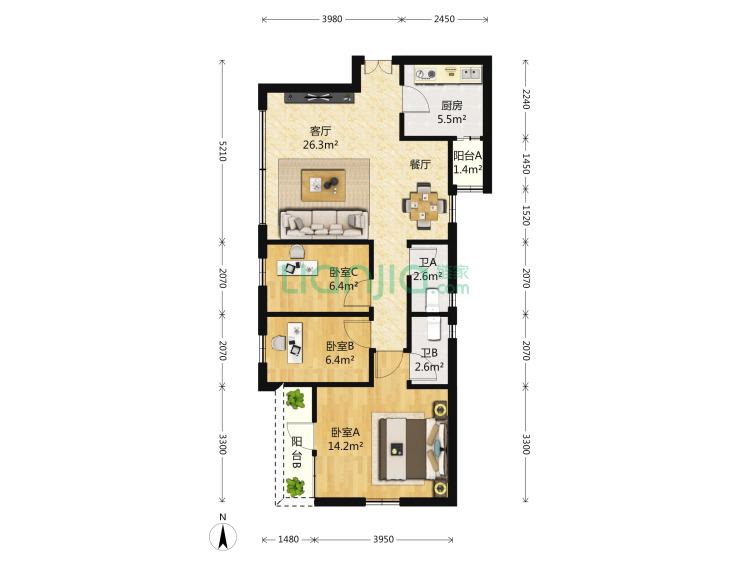 3980
2450
2240
厨房
5.5m²
客厅
26.3m²
5210
餐厅
阳台A
1.4m²
1450
1520
卧室C
6.4m²
卫A
2.6m²
lianjia 链家
.com
2070
2070
卧室B
6.4m²
卫B
2.6m²
2070
2070
卧室A
14.2m²
阳台B
3300
3300
N
1480
3950